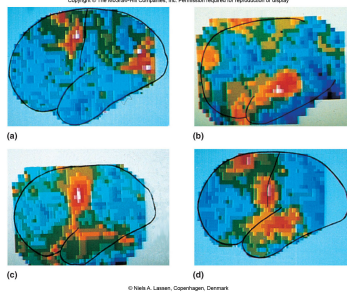 Copyright © The McGraw-Hill Companies, Inc. Permission required for reproduction or display
(a)
(b)
(c)
(d)
© Niels A. Lassen, Copenhagen, Denmark